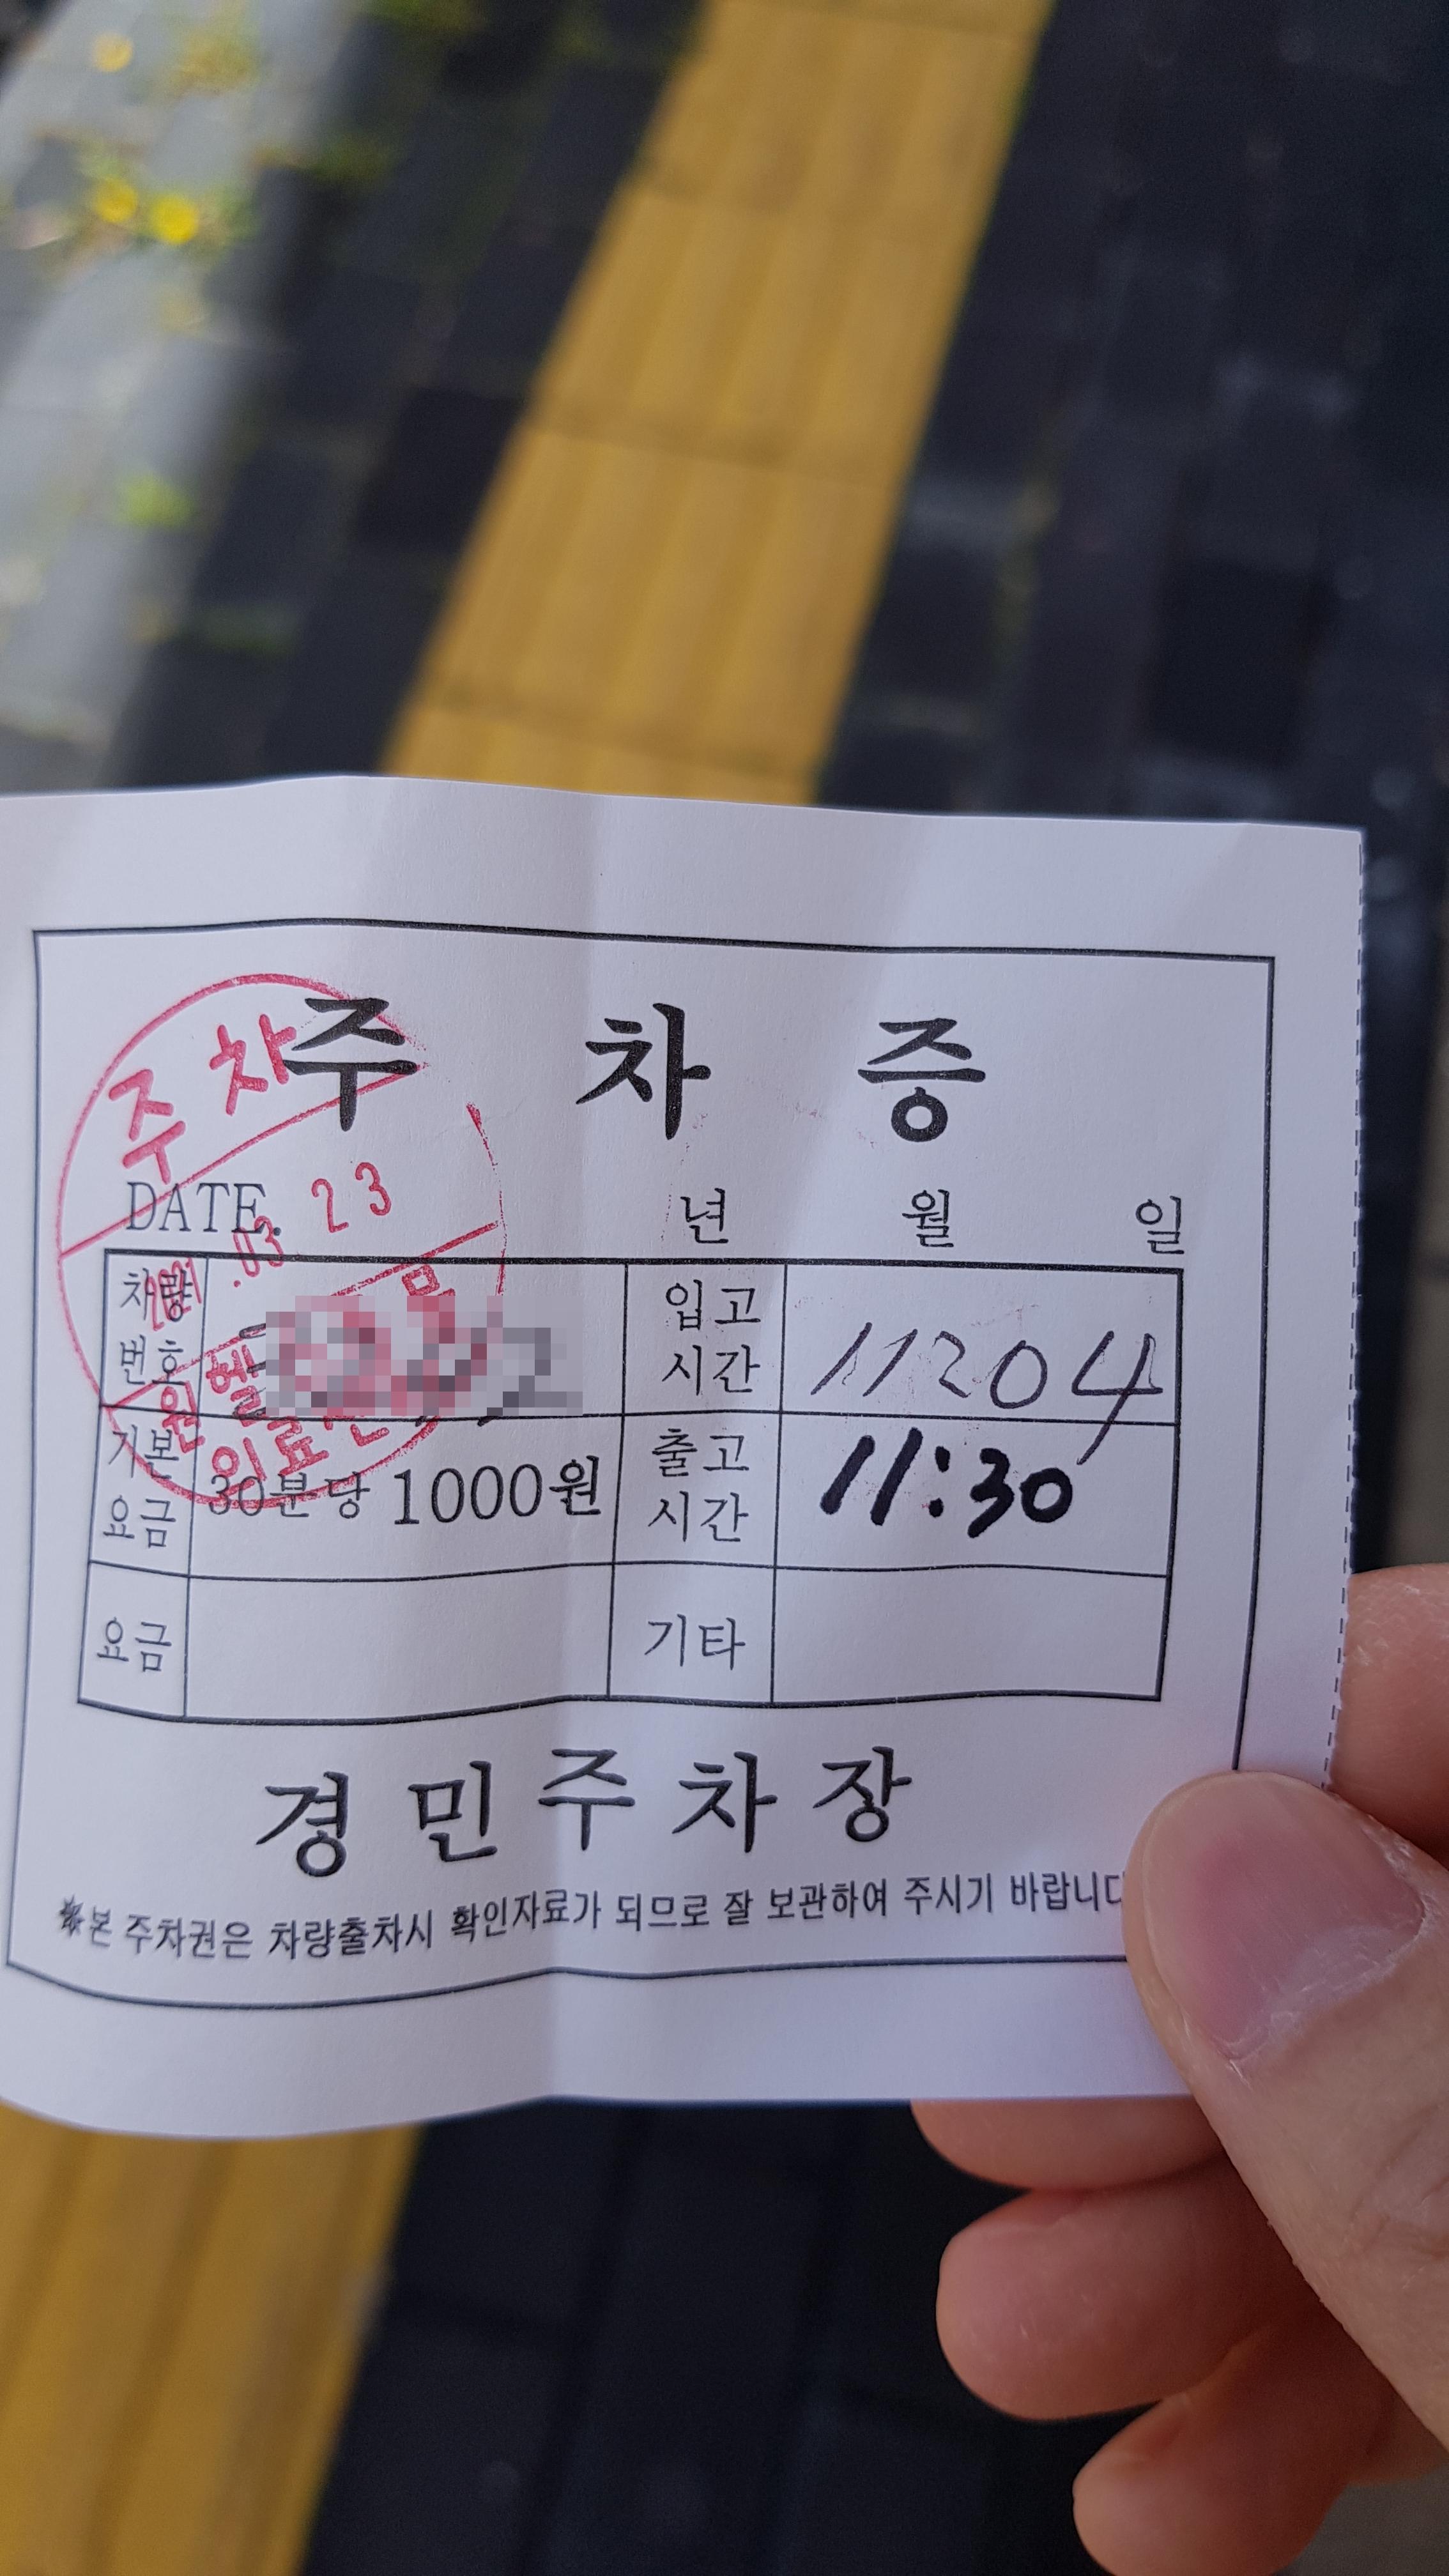 주차증
주차
DATE. 년 월 일
2021 .03 23
차량번호
입고시간 11204
기본요금 30분당 1000원
출고시간 11:30
의료
요금
기타
경민주차장
※본 주차권은 차량출차시 확인자료가 되므로 잘 보관하여 주시기 바랍니다